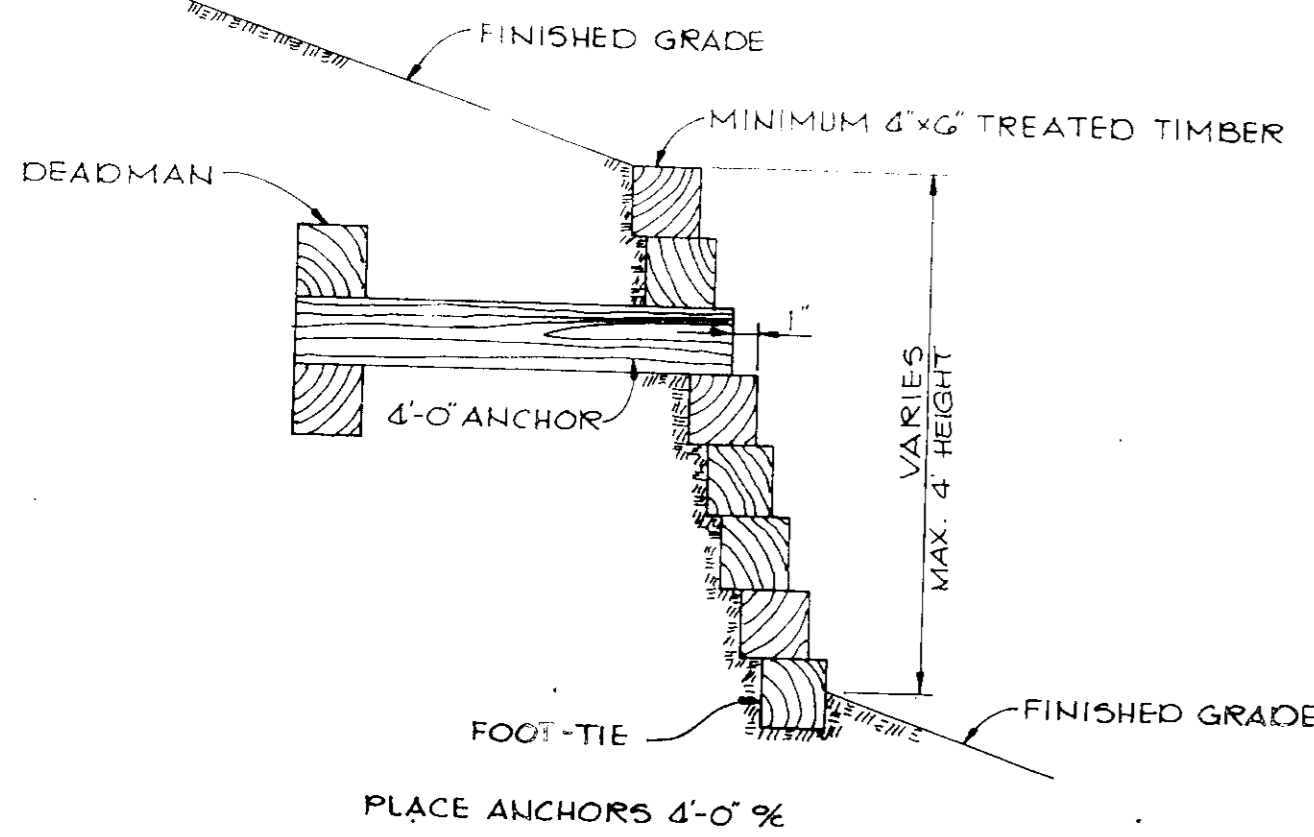 FINISHED GRADE
MINIMUM 4"x6" TREATED TIMBER
DEADMAN
1"
4'-0" ANCHOR
VARIES
MAX. 4' HEIGHT
FOOT-TIE
FINISHED GRADE
PLACE ANCHORS 4'-0" O/C